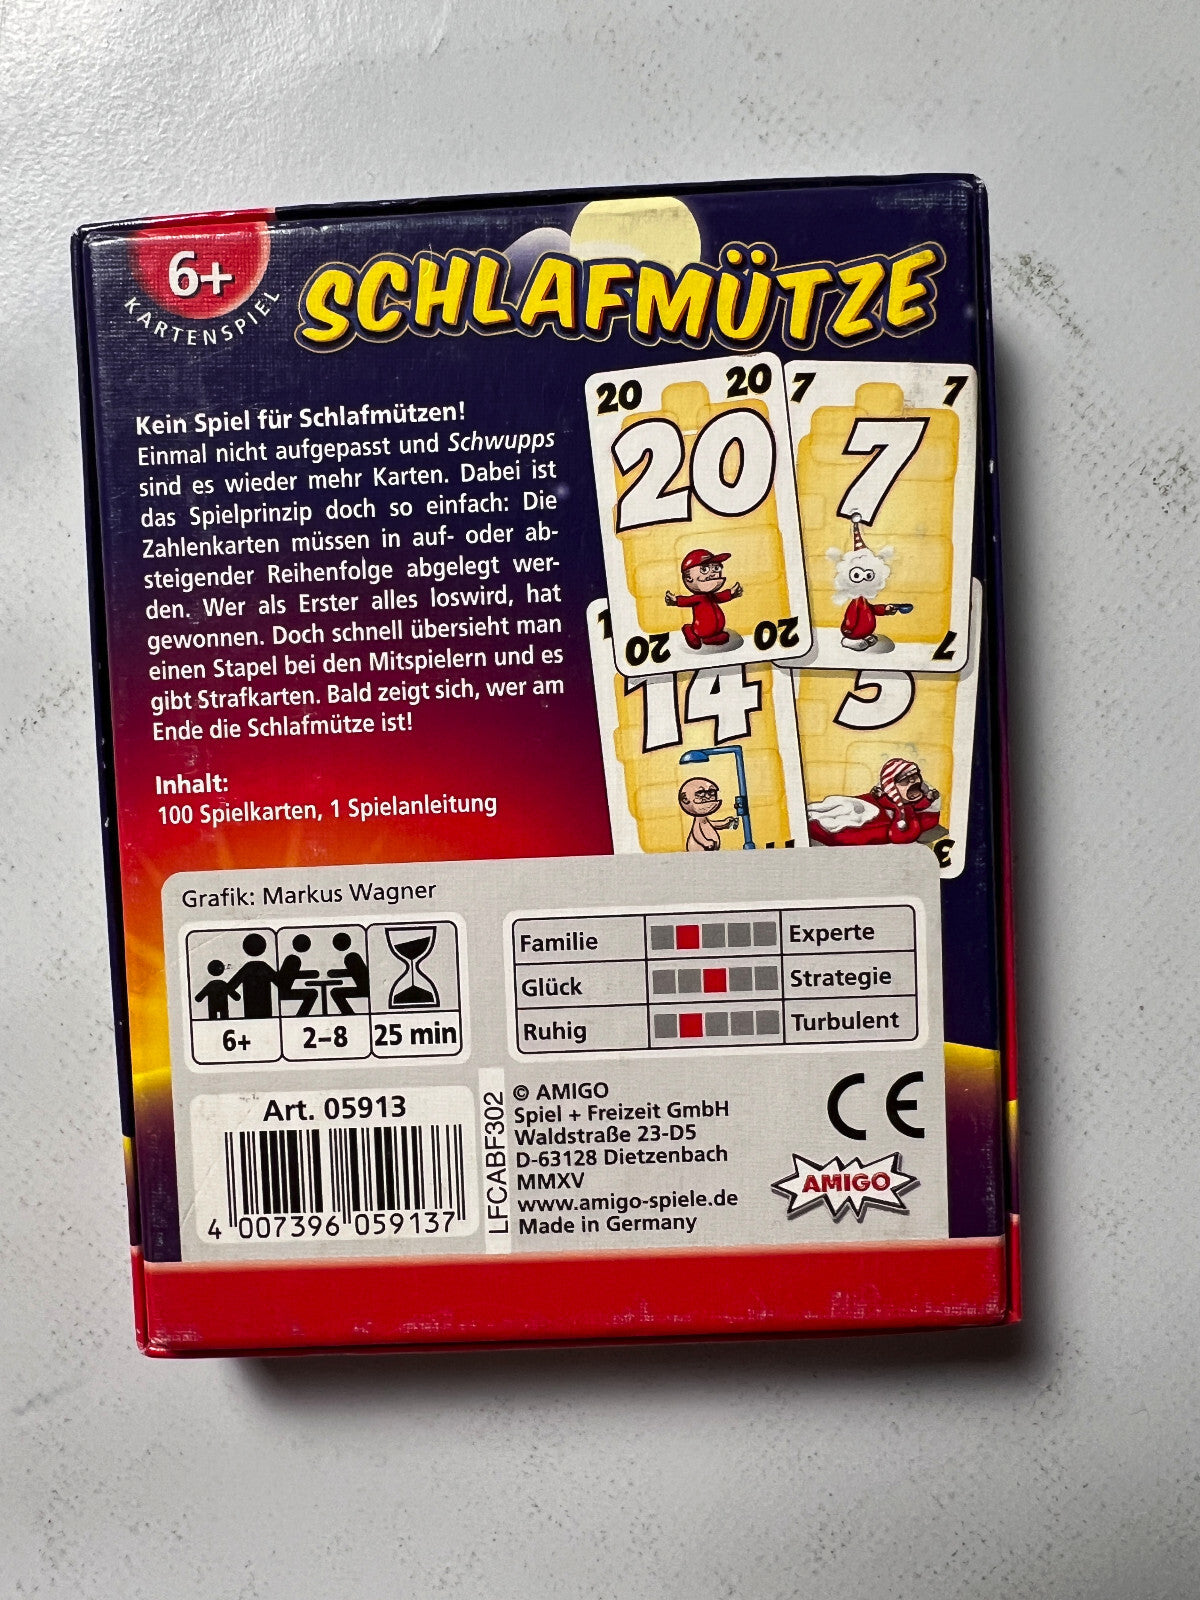 6+
KARTENSPIEL
SCHLAFMÜTZE
Kein Spiel für Schlafmützen!
Einmal nicht aufgepasst und Schwupps
sind es wieder mehr Karten. Dabei ist
das Spielprinzip doch so einfach: Die
Zahlenkarten müssen in auf- oder ab-
steigender Reihenfolge abgelegt wer-
den. Wer als Erster alles loswird, hat
gewonnen. Doch schnell übersieht man
einen Stapel bei den Mitspielern und es
gibt Strafkarten. Bald zeigt sich, wer am
Ende die Schlafmütze ist!
Inhalt:
100 Spielkarten, 1 Spielanleitung
20 20
20
20 20
7 7
7
7
14
Grafik: Markus Wagner
6+
2–8
25 min
Familie Experte
Glück Strategie
Ruhig Turbulent
Art. 05913
4 007396 059137
LFCABF302
© AMIGO
Spiel + Freizeit GmbH
Waldstraße 23-D5
D-63128 Dietzenbach
MMXV
www.amigo-spiele.de
Made in Germany
CE
AMIGO